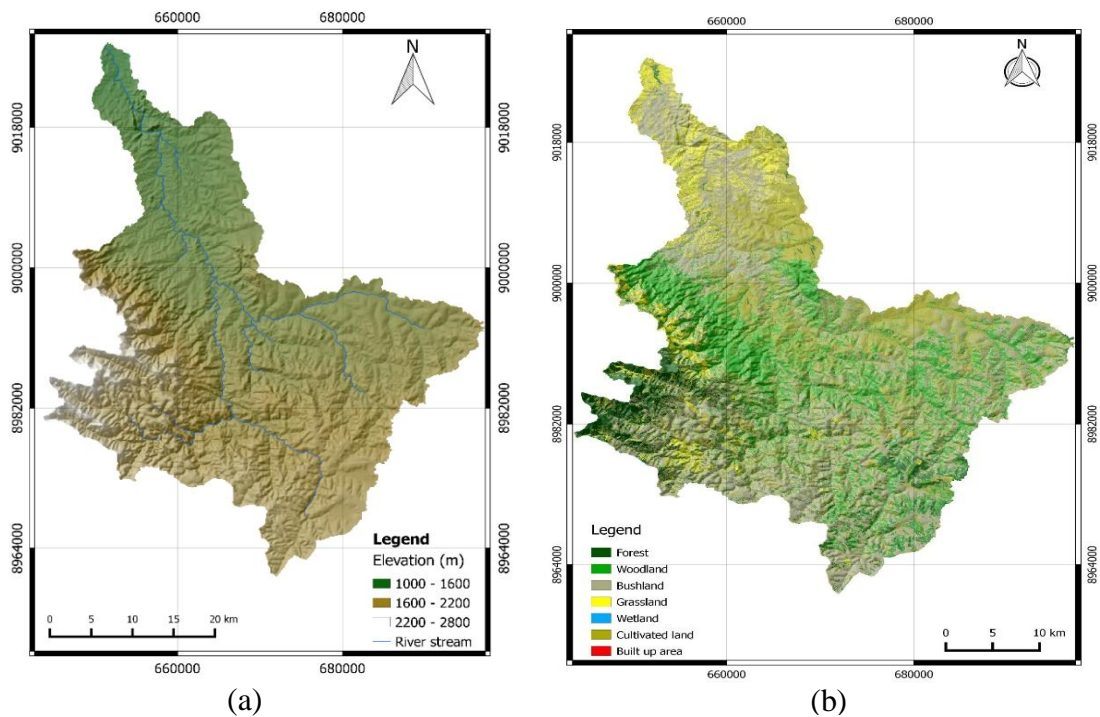 660000 680000
N
9018000 9018000
9000000 9000000
8982000 8982000
8964000 8964000
Legend
Elevation (m)
1000 - 1600
1600 - 2200
2200 - 2800
River stream
0 5 10 15 20 km
660000 680000
(a)
660000 680000
N
9018000 9018000
9000000 9000000
8982000 8982000
8964000 8964000
Legend
Forest
Woodland
Bushland
Grassland
Wetland
Cultivated land
Built up area
0 5 10 km
660000 680000
(b)